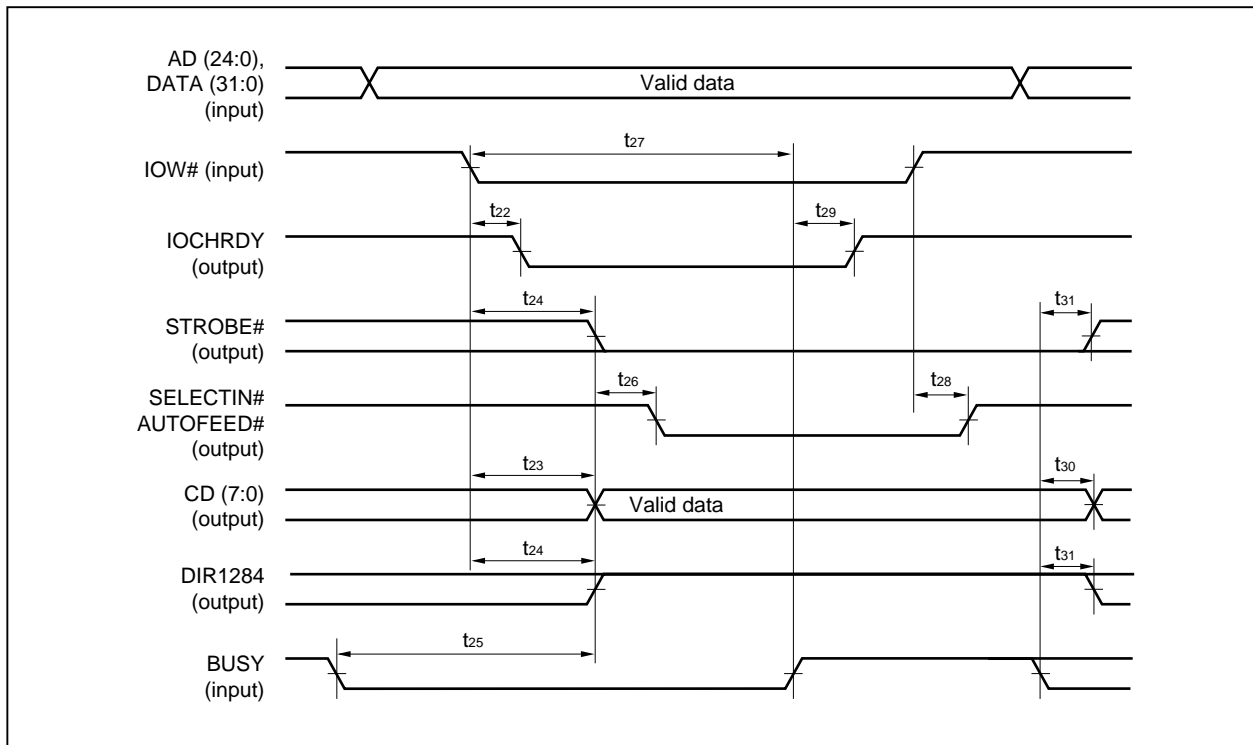 AD (24:0),
DATA (31:0)
(input)
Valid data
t27
IOW# (input)
t22
t29
IOCHRDY
(output)
t24
t31
STROBE#
(output)
t26
t28
SELECTIN#
AUTOFEED#
(output)
t23
t30
CD (7:0)
(output)
Valid data
t24
t31
DIR1284
(output)
t25
BUSY
(input)